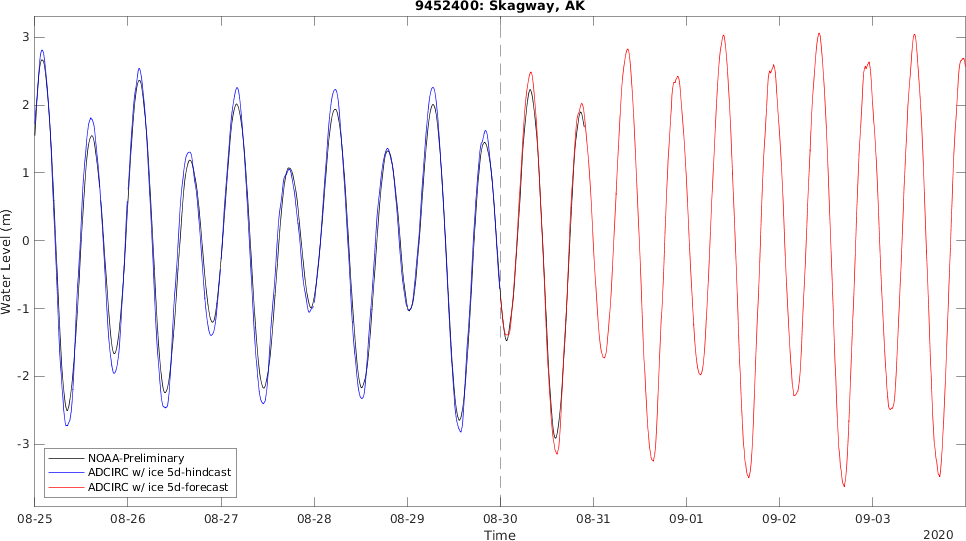 9452400: Skagway, AK
3
2
1
0
-1
-2
-3
Water Level (m)
NOAA-Preliminary
ADCIRC w/ ice 5d-hindcast
ADCIRC w/ ice 5d-forecast
08-25 08-26 08-27 08-28 08-29 08-30 08-31 09-01 09-02 09-03
Time
2020